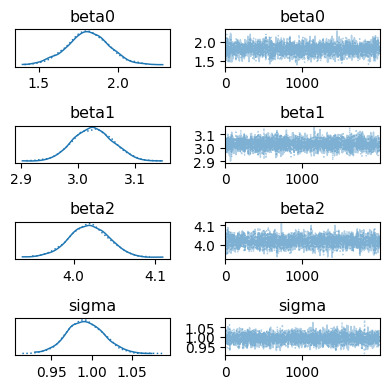 beta0 beta0
2.0
1.5
1.5 2.0 0 1000
beta1 beta1
3.1
3.0
2.9
2.9 3.0 3.1 0 1000
beta2 beta2
4.1
4.0
4.0 4.1 0 1000
sigma sigma
1.05
1.00
0.95
0.95 1.00 1.05 0 1000